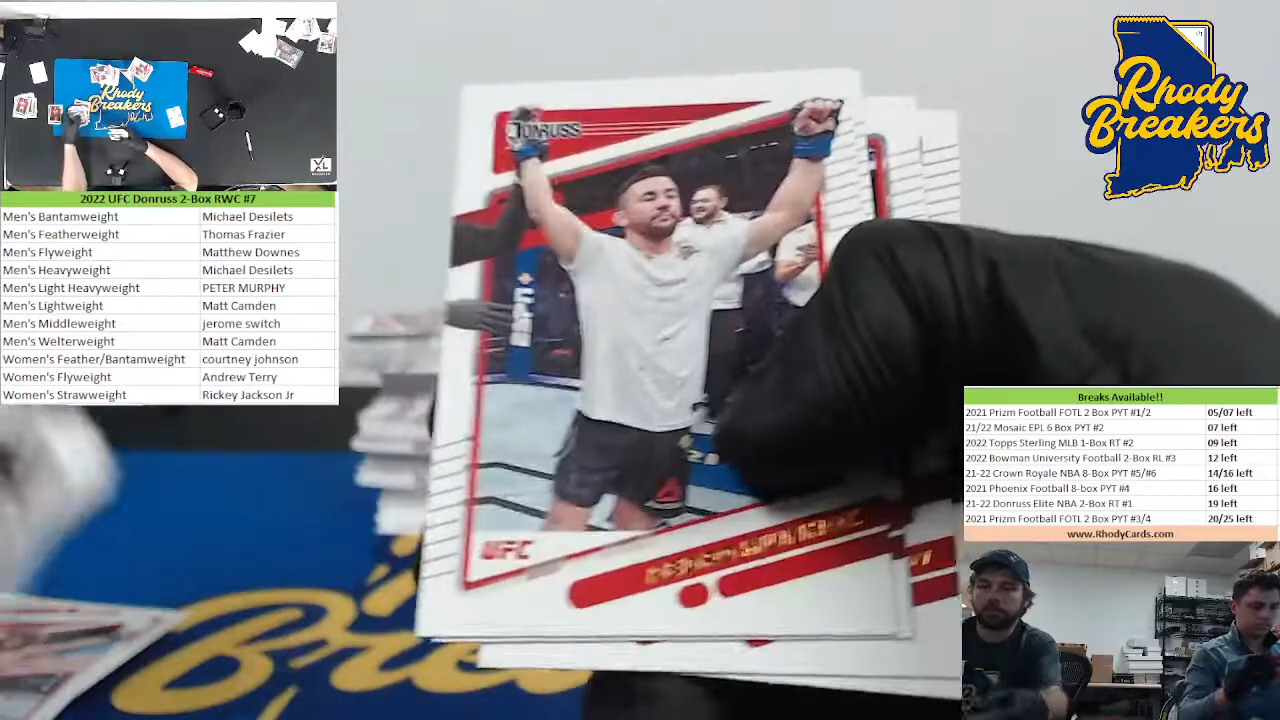 2022 UFC Donruss 2-Box RWC #7
Men's Bantamweight Michael Desilets
Men's Featherweight Thomas Frazier
Men's Flyweight Matthew Downes
Men's Heavyweight Michael Desilets
Men's Light Heavyweight PETER MURPHY
Men's Lightweight Matt Camden
Men's Middleweight jerome switch
Men's Welterweight Matt Camden
Women's Feather/Bantamweight courtney johnson
Women's Flyweight Andrew Terry
Women's Strawweight Rickey Jackson Jr
Rhody
Breakers
XL
DONRUSS
UFC
Rhody
Breakers
Breaks Available!!
2021 Prizm Football FOTL 2 Box PYT #1/2 05/07 left
21/22 Mosaic EPL 6 Box PYT #2 07 left
2022 Topps Sterling MLB 1-Box RT #2 09 left
2022 Bowman University Football 2-Box RL #3 12 left
21-22 Crown Royale NBA 8-Box PYT #5/#6 14/16 left
2021 Phoenix Football 8-box PYT #4 16 left
21-22 Donruss Elite NBA 2-Box RT #1 19 left
2021 Prizm Football FOTL 2 Box PYT #3/4 20/25 left
www.RhodyCards.com